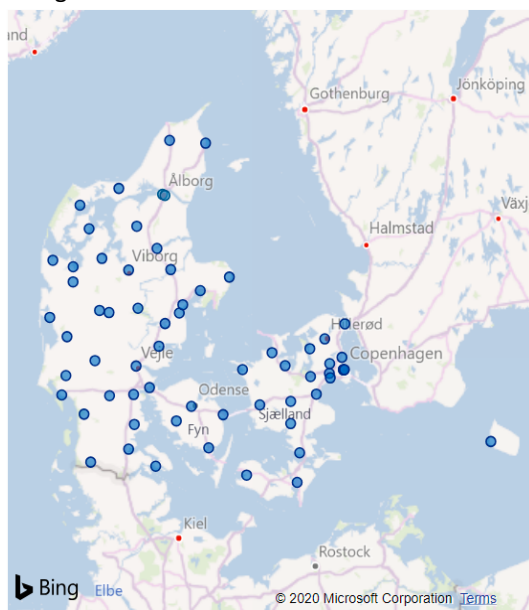 and
Jönköping
Gothenburg
Ålborg
Växj
Halmstad
Viborg
Copenhagen
Vejle
Odense
Sjælland
Fyn
Kiel
Rostock
Bing
Elbe
© 2020 Microsoft Corporation Terms